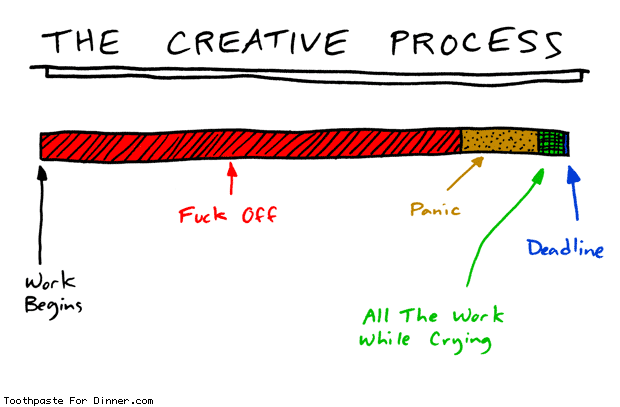 THE CREATIVE PROCESS
Fuck Off
Panic
Deadline
Work
Begins
All The Work
While Crying
Toothpaste For Dinner.com